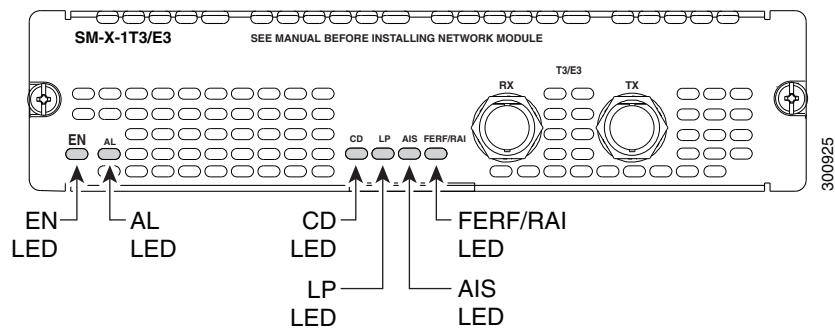 SM-X-1T3/E3
SEE MANUAL BEFORE INSTALLING NETWORK MODULE
T3/E3
RX
TX
EN
AL
CD
LP
AIS
FERF/RAI
EN
LED
AL
LED
CD
LED
FERF/RAI
LED
LP
LED
AIS
LED
300925